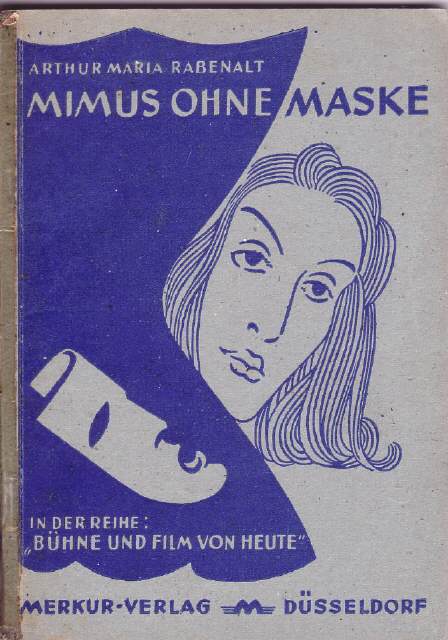 ARTHUR MARIA RABENALT
MIMUS OHNE MASKE
IN DER REIHE:
„BÜHNE UND FILM VON HEUTE“
MERKUR-VERLAG M DÜSSELDORF